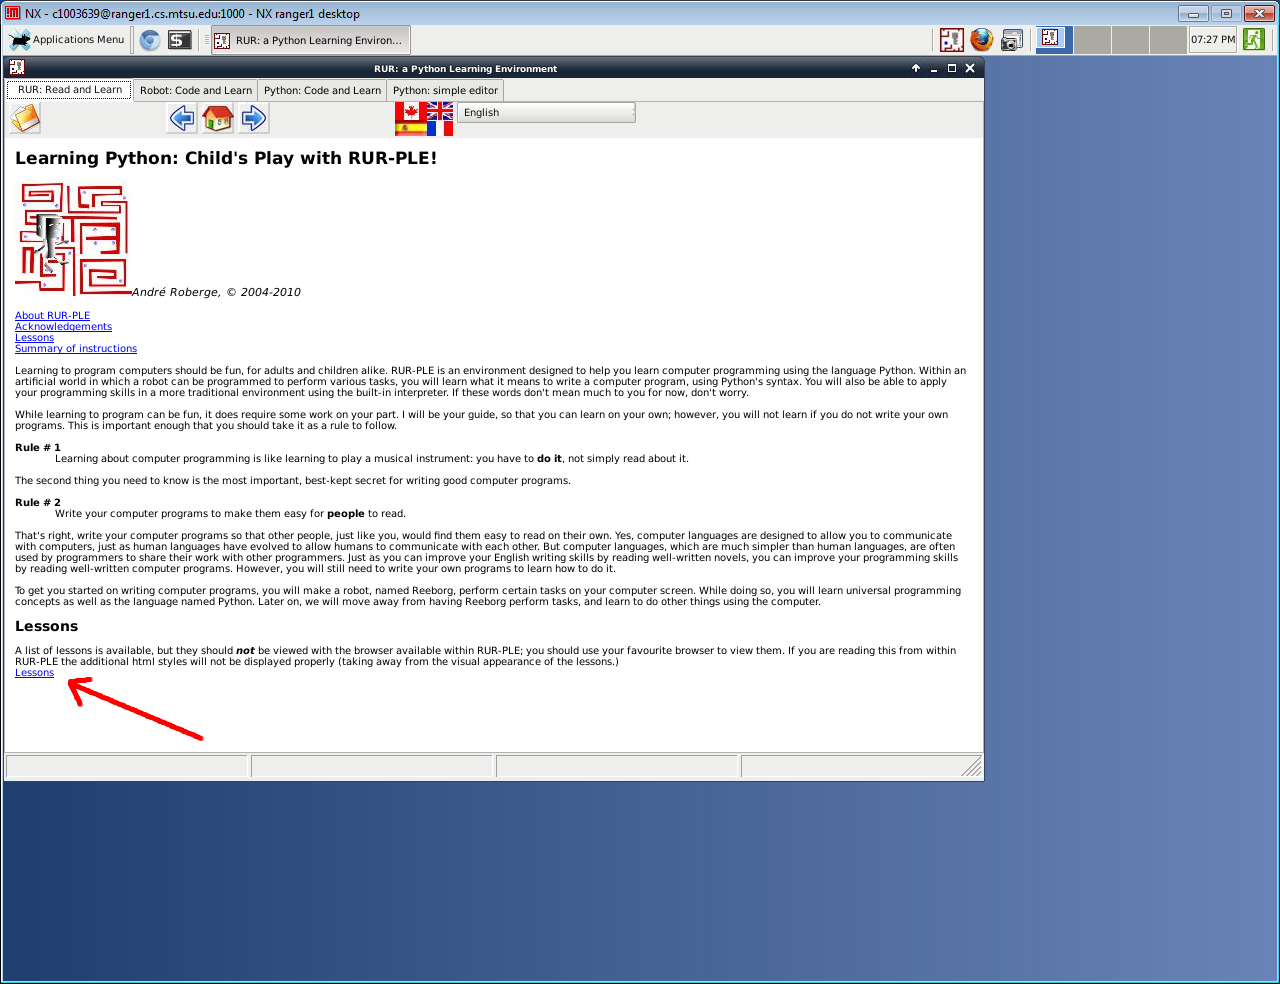 NX - c1003639@ranger1.cs.mtsu.edu:1000 - NX ranger1 desktop
Applications Menu
RUR: a Python Learning Environ...
07:27 PM
RUR: a Python Learning Environment
RUR: Read and Learn
Robot: Code and Learn
Python: Code and Learn
Python: simple editor
English
Learning Python: Child's Play with RUR-PLE!
André Roberge, © 2004-2010
About RUR-PLE
Acknowledgements
Lessons
Summary of instructions
Learning to program computers should be fun, for adults and children alike. RUR-PLE is an environment designed to help you learn computer programming using the language Python. Within an
artificial world in which a robot can be programmed to perform various tasks, you will learn what it means to write a computer program, using Python's syntax. You will also be able to apply
your programming skills in a more traditional environment using the built-in interpreter. If these words don't mean much to you for now, don't worry.
While learning to program can be fun, it does require some work on your part. I will be your guide, so that you can learn on your own; however, you will not learn if you do not write your own
programs. This is important enough that you should take it as a rule to follow.
Rule # 1
Learning about computer programming is like learning to play a musical instrument: you have to do it, not simply read about it.
The second thing you need to know is the most important, best-kept secret for writing good computer programs.
Rule # 2
Write your computer programs to make them easy for people to read.
That's right, write your computer programs so that other people, just like you, would find them easy to read on their own. Yes, computer languages are designed to allow you to communicate
with computers, just as human languages have evolved to allow humans to communicate with each other. But computer languages, which are much simpler than human languages, are often
used by programmers to share their work with other programmers. Just as you can improve your English writing skills by reading well-written novels, you can improve your programming skills
by reading well-written computer programs. However, you will still need to write your own programs to learn how to do it.
To get you started on writing computer programs, you will make a robot, named Reeborg, perform certain tasks on your computer screen. While doing so, you will learn universal programming
concepts as well as the language named Python. Later on, we will move away from having Reeborg perform tasks, and learn to do other things using the computer.
Lessons
A list of lessons is available, but they should not be viewed with the browser available within RUR-PLE; you should use your favourite browser to view them. If you are reading this from within
RUR-PLE the additional html styles will not be displayed properly (taking away from the visual appearance of the lessons.)
Lessons